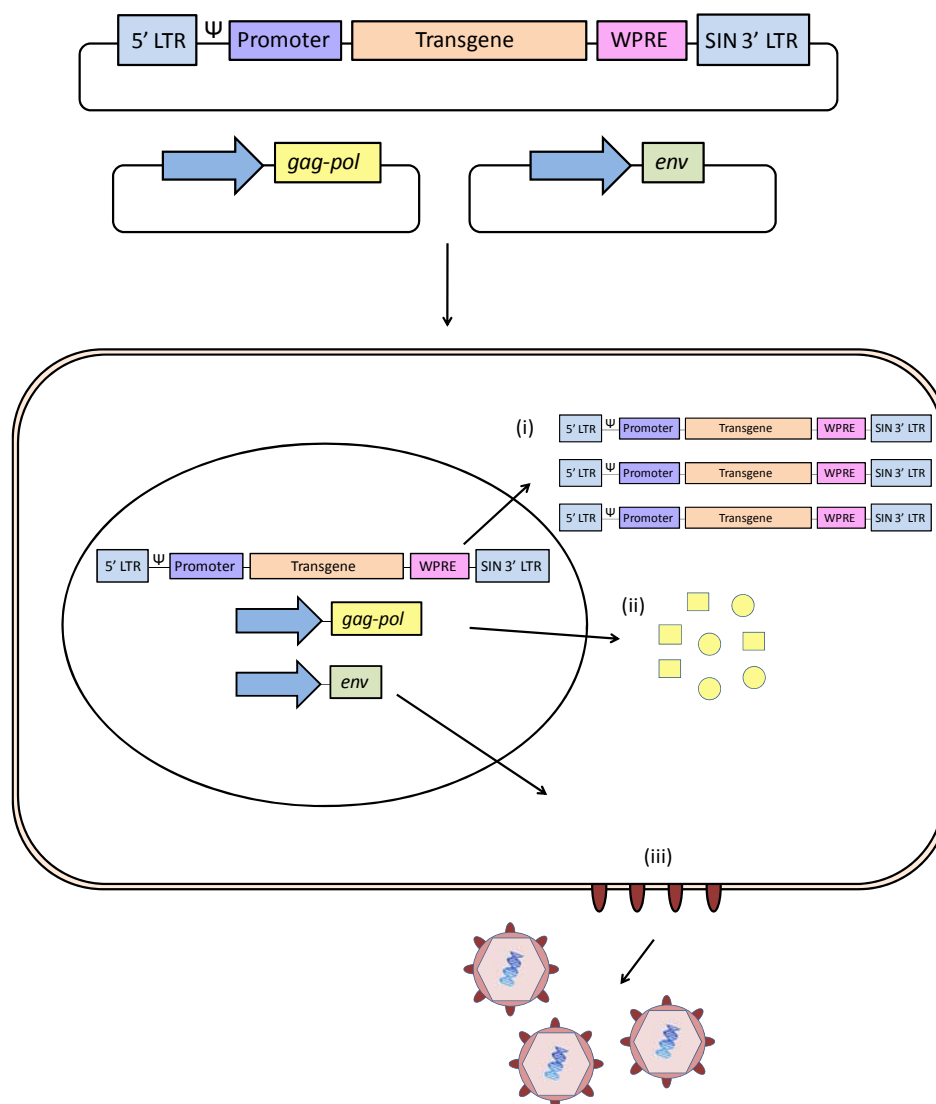 5’ LTR Ψ Promoter Transgene WPRE SIN 3’ LTR
gag-pol env
(i) 5’ LTR Ψ Promoter Transgene WPRE SIN 3’ LTR
5’ LTR Ψ Promoter Transgene WPRE SIN 3’ LTR
5’ LTR Ψ Promoter Transgene WPRE SIN 3’ LTR
5’ LTR Ψ Promoter Transgene WPRE SIN 3’ LTR
(ii)
gag-pol
env
(iii)